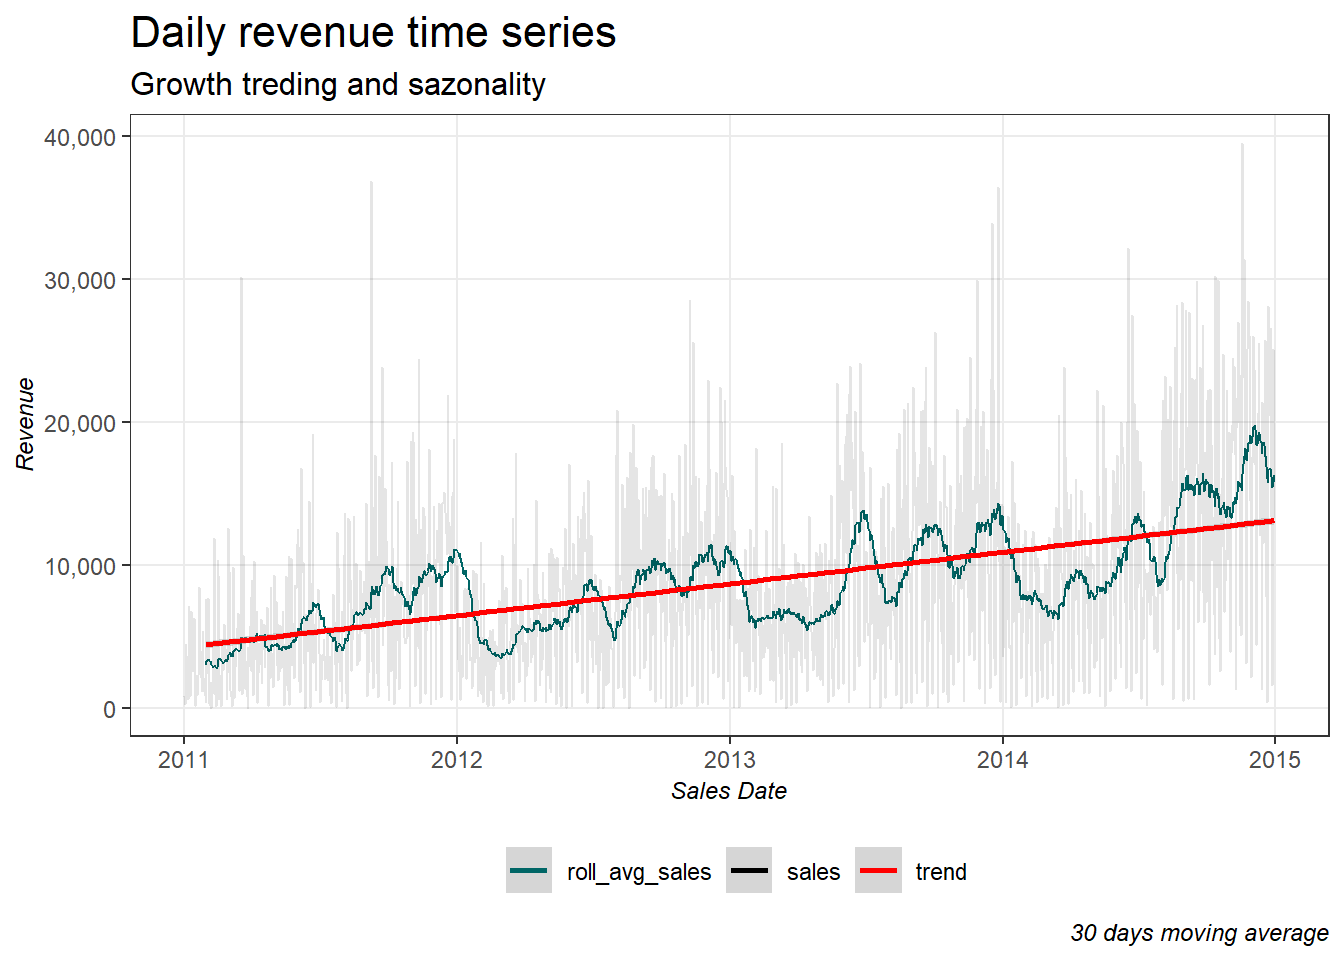 Daily revenue time series
Growth treding and sazonality
40,000
30,000
20,000
10,000
0
Revenue
2011 2012 2013 2014 2015
Sales Date
roll_avg_sales sales trend
30 days moving average